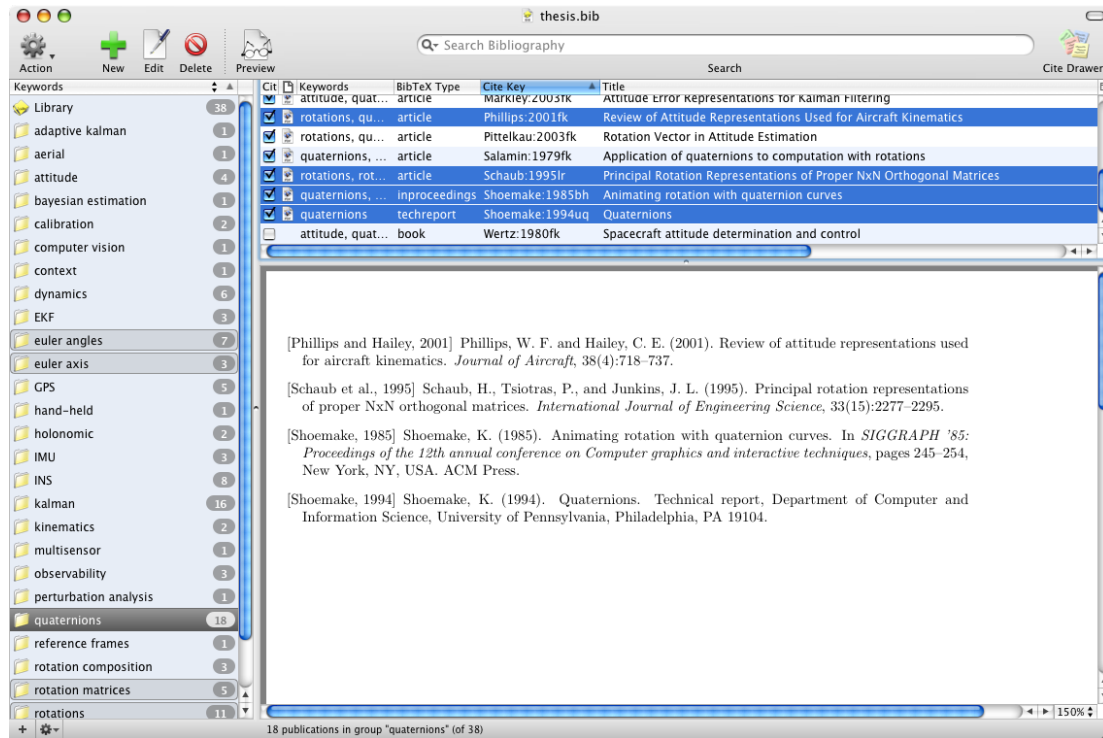 thesis.bib
Action New Edit Delete Preview
Search Bibliography
Search
Cite Drawer
Keywords
Library 38
adaptive kalman 1
aerial 1
attitude 4
bayesian estimation 1
calibration 2
computer vision 1
context 1
dynamics 6
EKF 3
euler angles 7
euler axis 3
GPS 5
hand-held 1
holonomic 2
IMU 3
INS 8
kalman 16
kinematics 2
multisensor 1
observability 3
perturbation analysis 1
quaternions 18
reference frames 1
rotation composition 3
rotation matrices 5
rotations 11
Cit Keywords BibTeX Type Cite Key Title
attitude, quat... article Markley:2003fk Attitude Error Representations for Kalman Filtering
rotations, qu... article Phillips:2001fk Review of Attitude Representations Used for Aircraft Kinematics
rotations, qu... article Pittelkau:2003fk Rotation Vector in Attitude Estimation
quaternions, ... article Salamin:1979fk Application of quaternions to computation with rotations
rotations, rot... article Schaub:1995lr Principal Rotation Representations of Proper NxN Orthogonal Matrices
quaternions, ... inproceedings Shoemake:1985bh Animating rotation with quaternion curves
quaternions techreport Shoemake:1994uq Quaternions
attitude, quat... book Wertz:1980fk Spacecraft attitude determination and control
[Phillips and Hailey, 2001] Phillips, W. F. and Hailey, C. E. (2001). Review of attitude representations used
for aircraft kinematics. Journal of Aircraft, 38(4):718–737.
[Schaub et al., 1995] Schaub, H., Tsiotras, P., and Junkins, J. L. (1995). Principal rotation representations
of proper NxN orthogonal matrices. International Journal of Engineering Science, 33(15):2277–2295.
[Shoemake, 1985] Shoemake, K. (1985). Animating rotation with quaternion curves. In SIGGRAPH '85:
Proceedings of the 12th annual conference on Computer graphics and interactive techniques, pages 245–254,
New York, NY, USA. ACM Press.
[Shoemake, 1994] Shoemake, K. (1994). Quaternions. Technical report, Department of Computer and
Information Science, University of Pennsylvania, Philadelphia, PA 19104.
150%
18 publications in group "quaternions" (of 38)